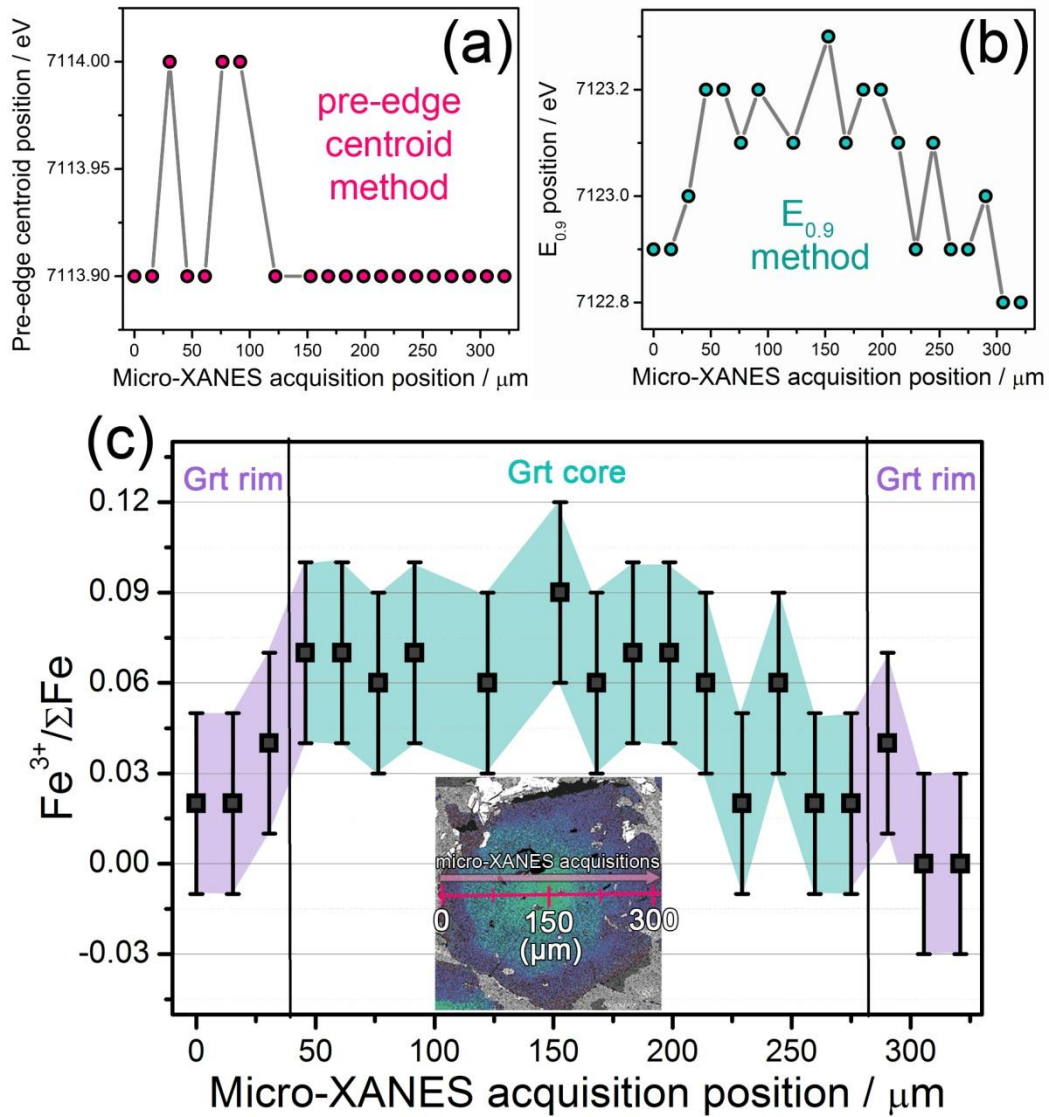 (a)
pre-edge
centroid
method
7114.00
7113.95
7113.90
Pre-edge centroid position / eV
0 50 100 150 200 250 300
Micro-XANES acquisition position / μm
(b)
E0.9
method
7123.2
7123.0
7122.8
E0.9 position / eV
0 50 100 150 200 250 300
Micro-XANES acquisition position / μm
(c)
Grt rim
Grt core
Grt rim
0.12
0.09
0.06
0.03
0.00
-0.03
Fe3+/ΣFe
micro-XANES acquisitions
0 150 300
(μm)
0 50 100 150 200 250 300
Micro-XANES acquisition position / μm